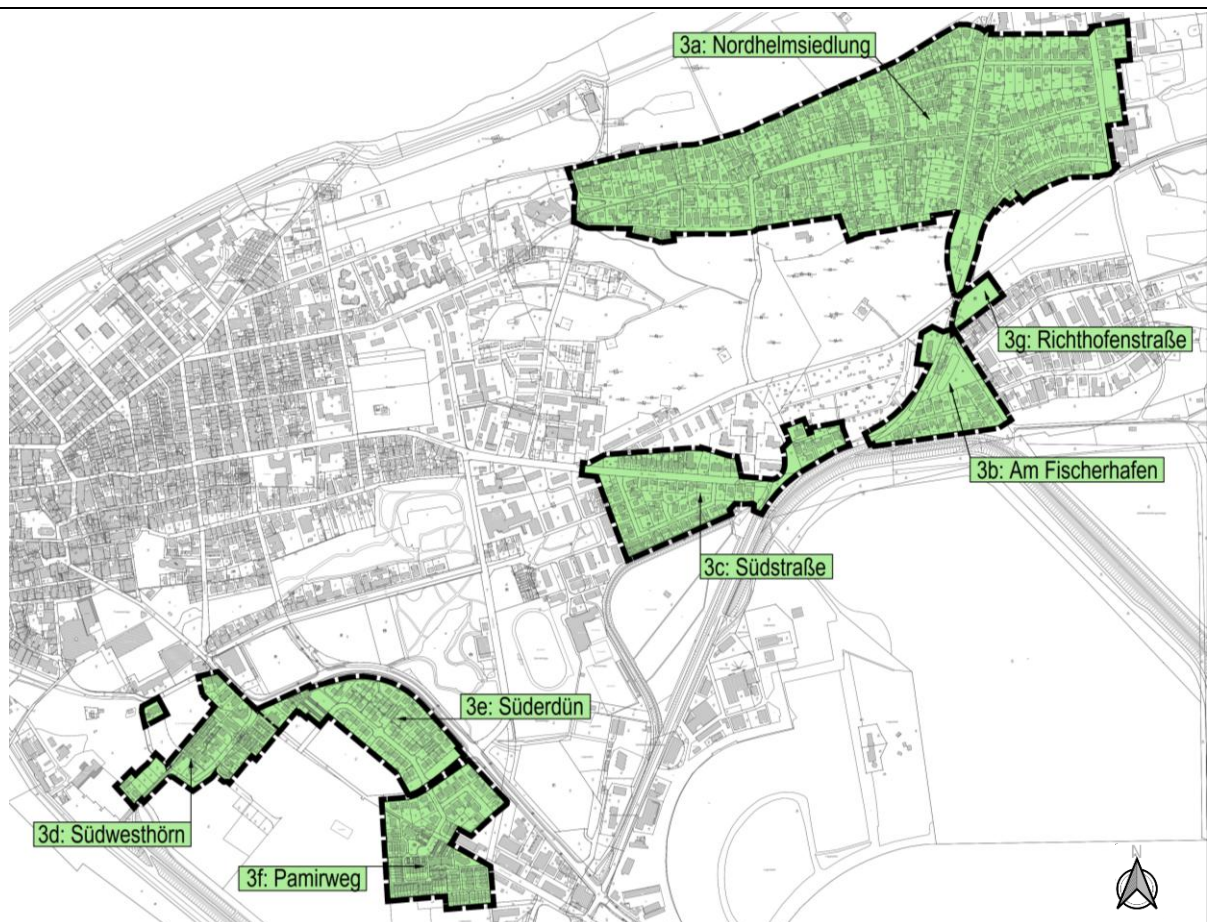 3a: Nordhelmsiedlung
3g: Richthofenstraße
3b: Am Fischerhafen
3c: Südstraße
3e: Süderdün
3d: Südwesthörn
3f: Pamirweg
N